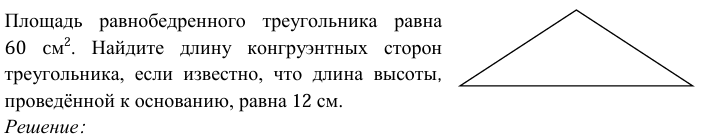 Площадь равнобедренного треугольника равна
60 см². Найдите длину конгруэнтных сторон
треугольника, если известно, что длина высоты,
проведённой к основанию, равна 12 см.
Решение: